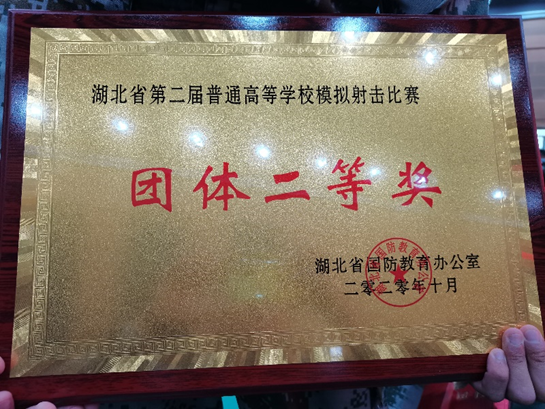 湖北省第二届普通高等学校模拟射击比赛
团体二等奖
湖北省国防教育办公室
二零二零年十月